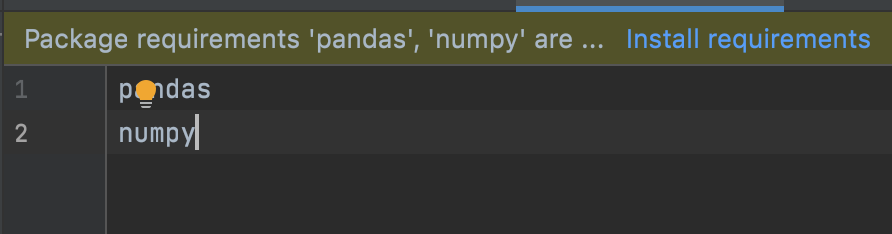 Package requirements 'pandas', 'numpy' are ... Install requirements
1 pandas
2 numpy